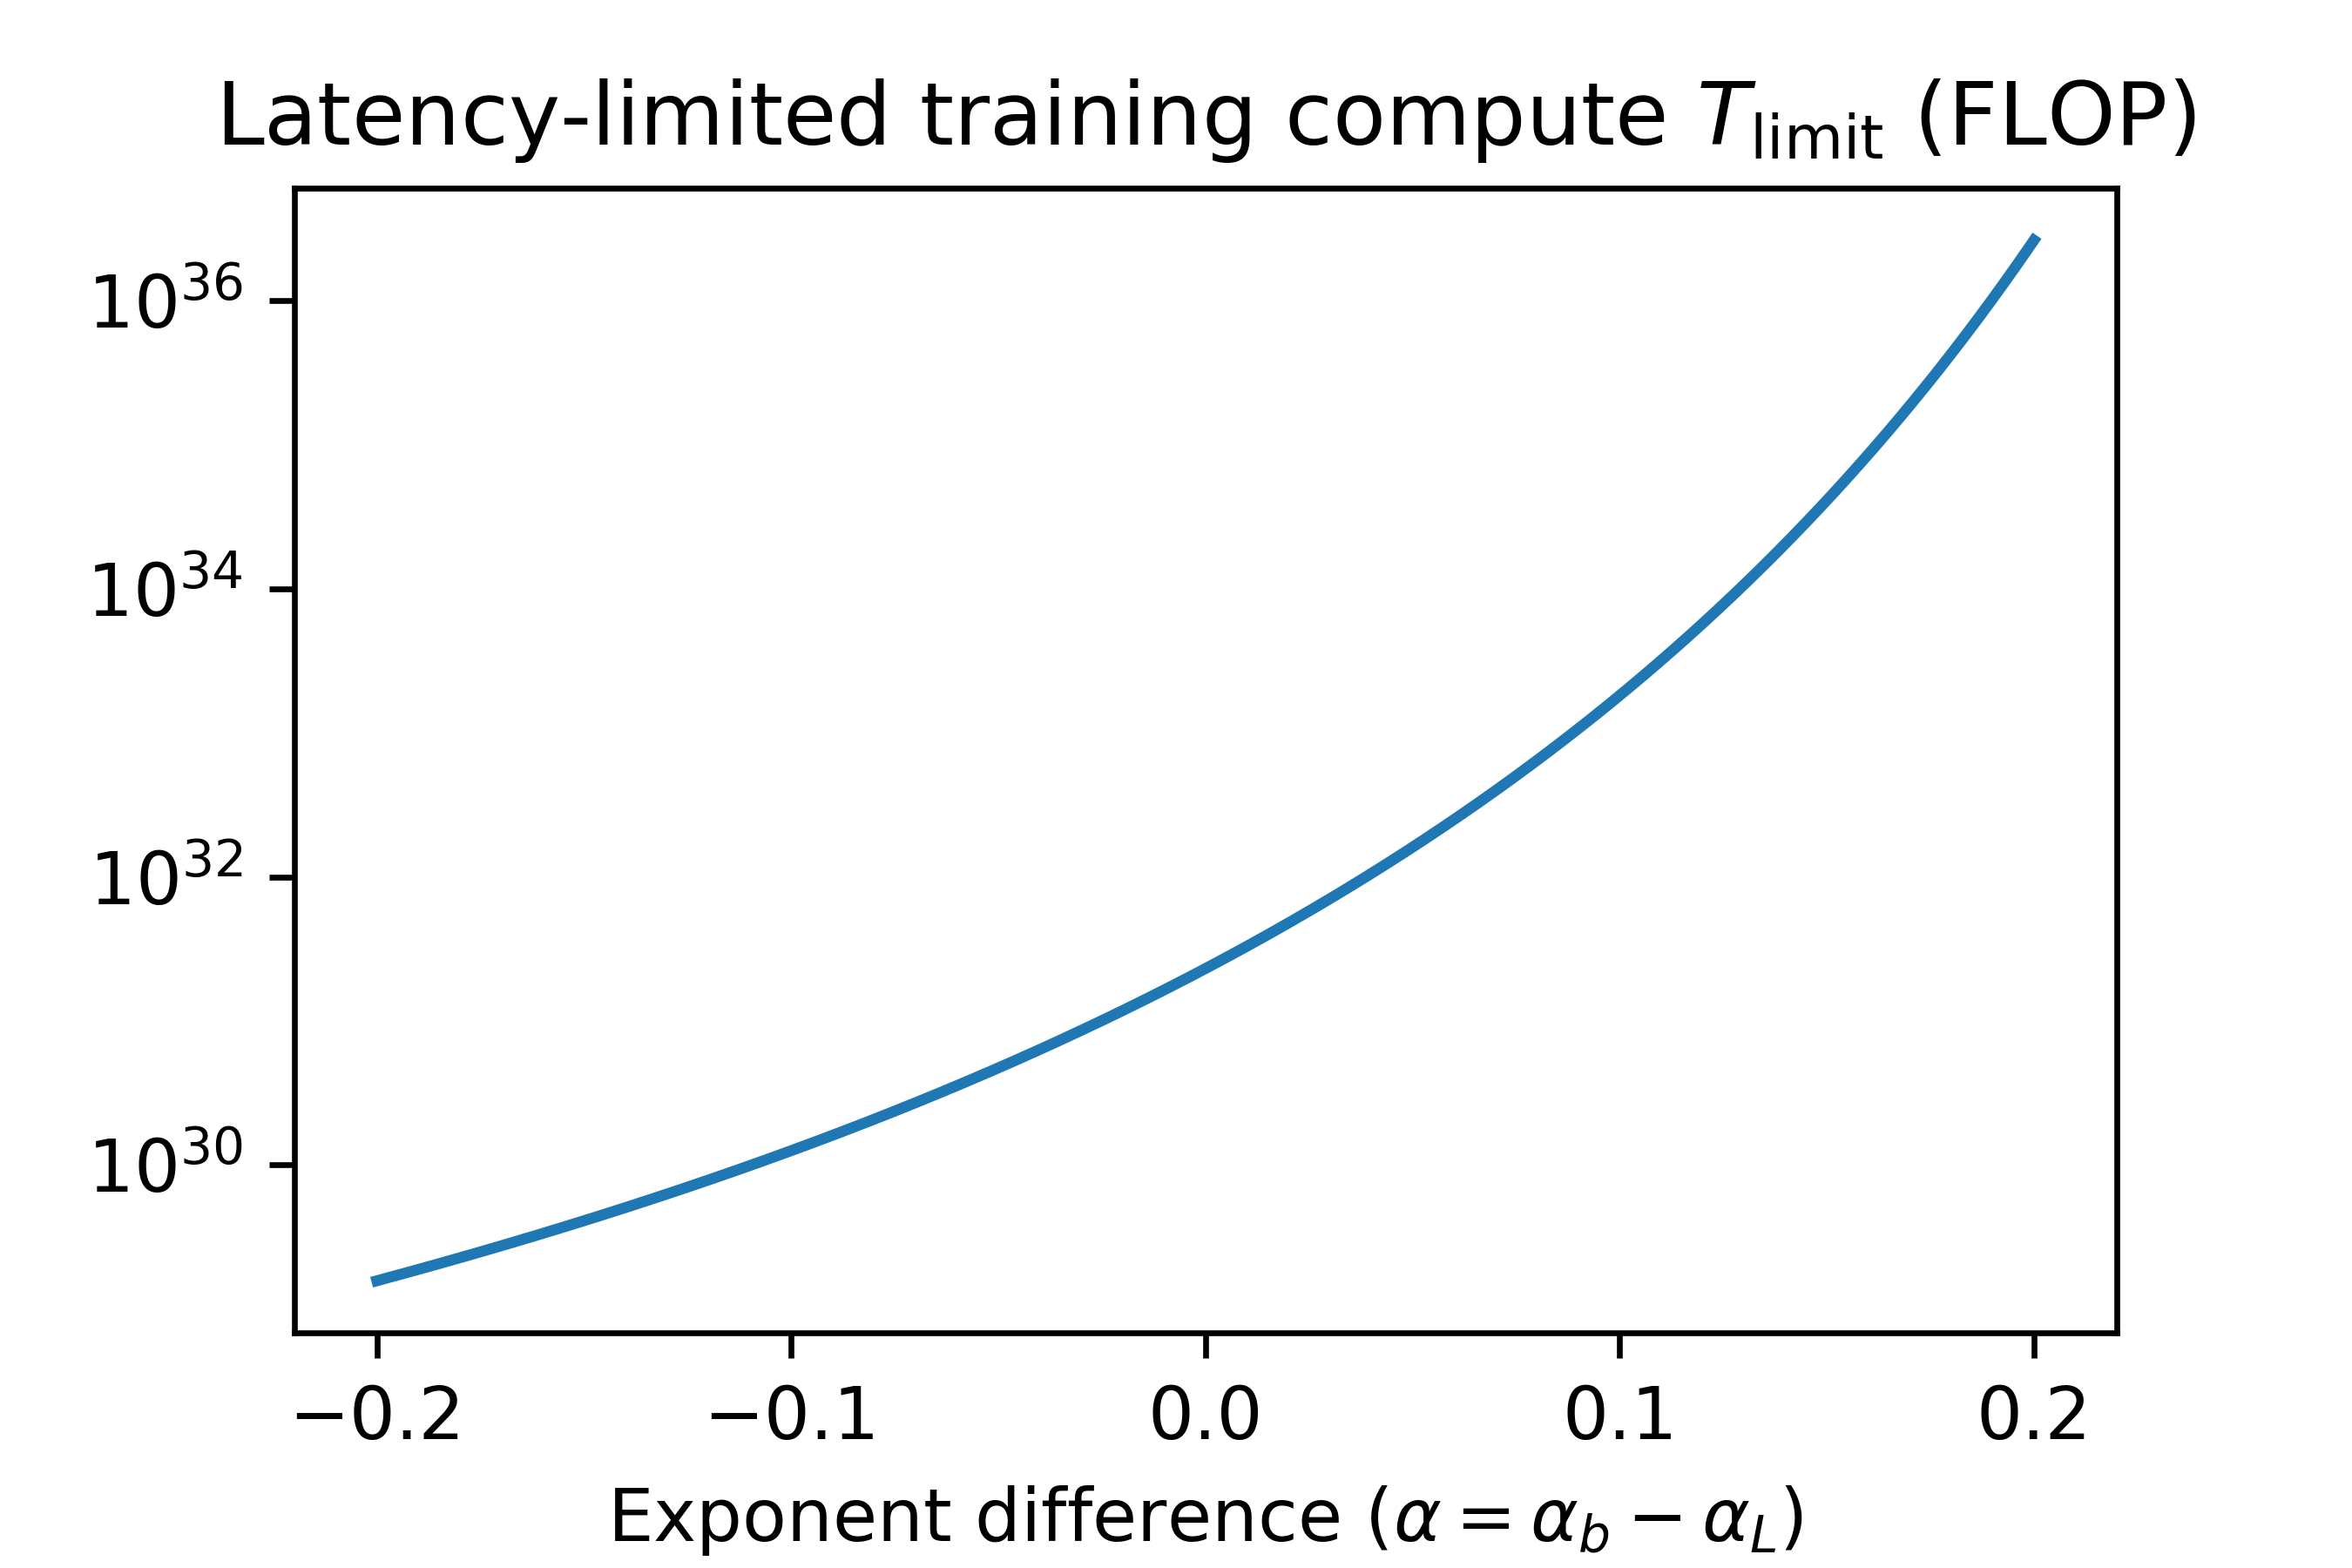 Latency-limited training compute T_limit (FLOP)
10^36
10^34
10^32
10^30
−0.2 −0.1 0.0 0.1 0.2
Exponent difference (α = α_b − α_L)